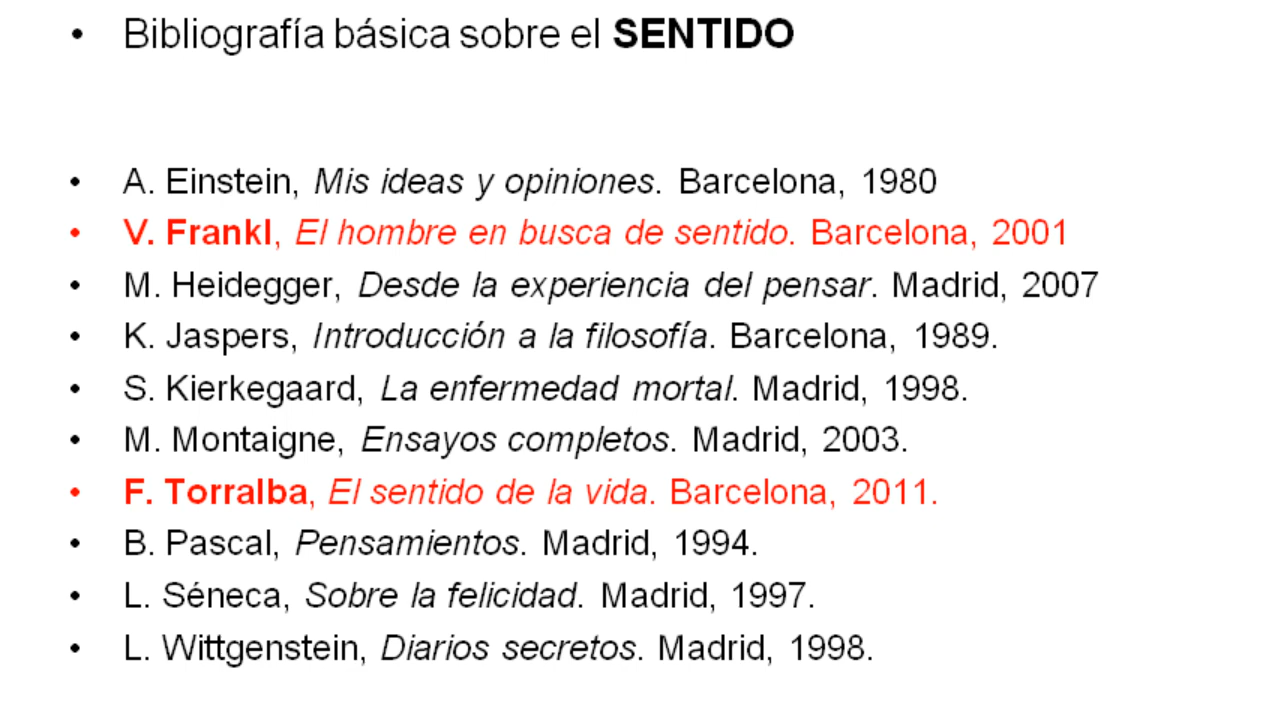 • Bibliografía básica sobre el SENTIDO
• A. Einstein, Mis ideas y opiniones. Barcelona, 1980
• V. Frankl, El hombre en busca de sentido. Barcelona, 2001
• M. Heidegger, Desde la experiencia del pensar. Madrid, 2007
• K. Jaspers, Introducción a la filosofía. Barcelona, 1989.
• S. Kierkegaard, La enfermedad mortal. Madrid, 1998.
• M. Montaigne, Ensayos completos. Madrid, 2003.
• F. Torralba, El sentido de la vida. Barcelona, 2011.
• B. Pascal, Pensamientos. Madrid, 1994.
• L. Séneca, Sobre la felicidad. Madrid, 1997.
• L. Wittgenstein, Diarios secretos. Madrid, 1998.